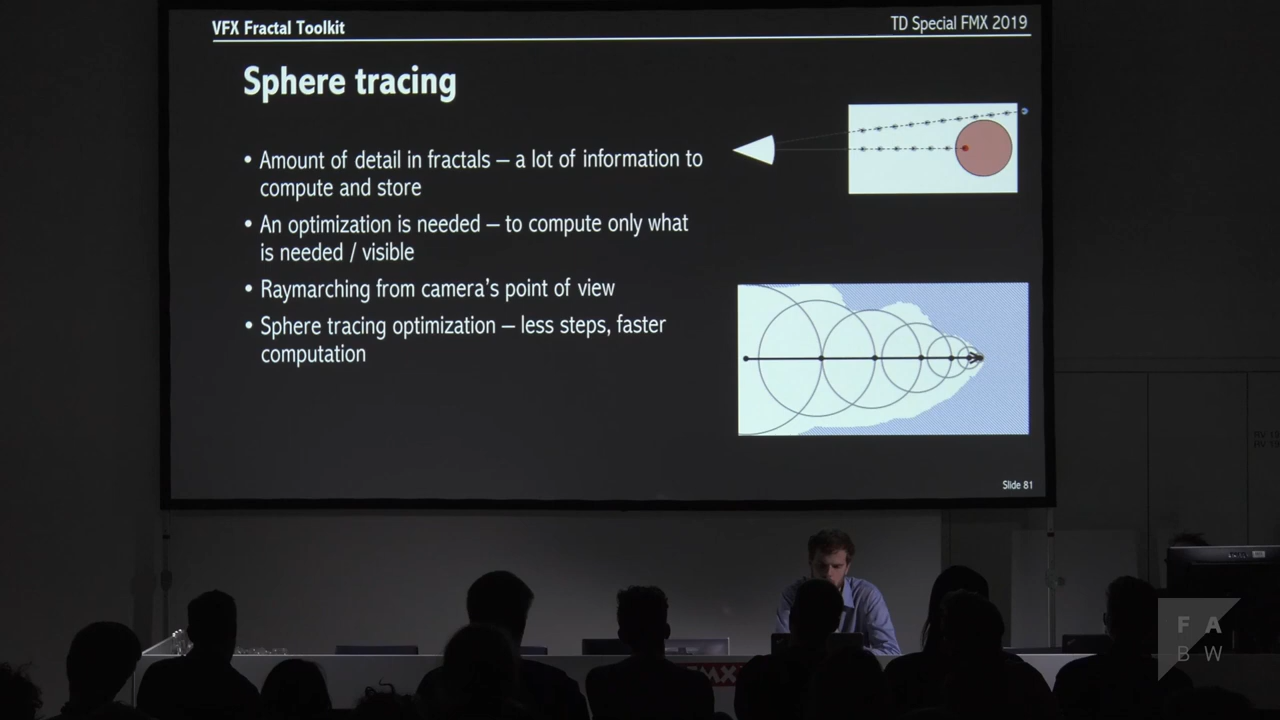 VFX Fractal Toolkit
TD Special FMX 2019
Sphere tracing
• Amount of detail in fractals – a lot of information to
compute and store
• An optimization is needed – to compute only what
is needed / visible
• Raymarching from camera's point of view
• Sphere tracing optimization – less steps, faster
computation
Slide 81
FMX
F A
B W